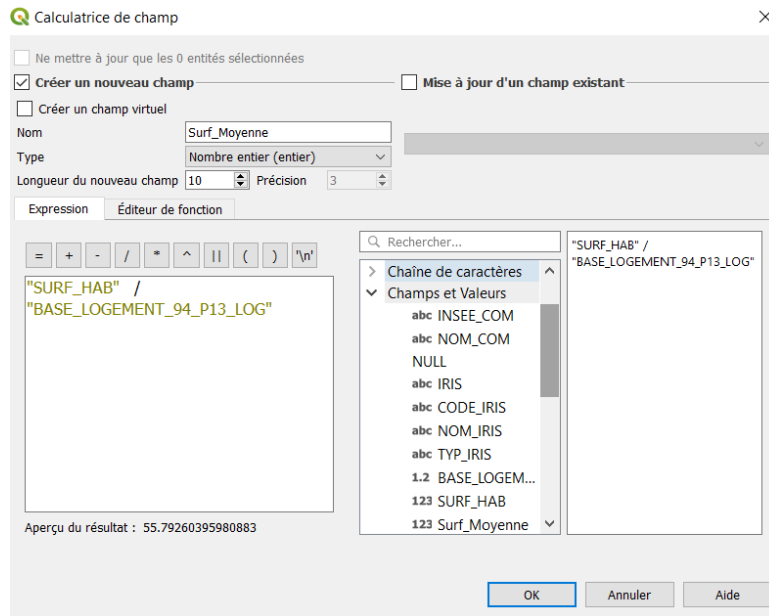 Calculatrice de champ
Ne mettre à jour que les 0 entités sélectionnées
Créer un nouveau champ
Mise à jour d'un champ existant
Créer un champ virtuel
Nom Surf_Moyenne
Type Nombre entier (entier)
Longueur du nouveau champ 10 Précision 3
Expression Éditeur de fonction
= + - / * ^ || ( ) '\n'
"SURF_HAB" /
"BASE_LOGEMENT_94_P13_LOG"
Aperçu du résultat : 55.79260395980883
Rechercher...
Chaîne de caractères
Champs et Valeurs
abc INSEE_COM
abc NOM_COM
NULL
abc IRIS
abc CODE_IRIS
abc NOM_IRIS
abc TYP_IRIS
1.2 BASE_LOGEM...
123 SURF_HAB
123 Surf_Moyenne
"SURF_HAB" /
"BASE_LOGEMENT_94_P13_LOG"
OK Annuler Aide